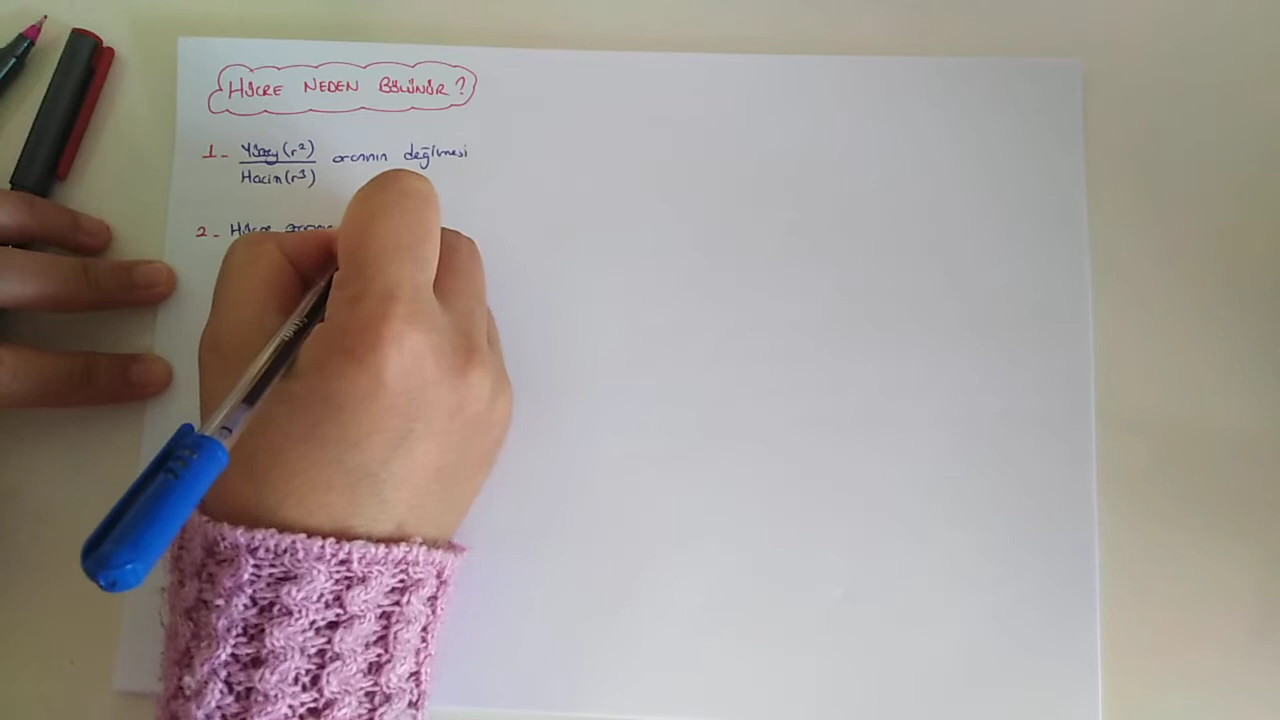 HÜCRE NEDEN BÖLÜNÜR?
1- Yüzey (r²) oranının değişmesi
Hacim (r³)
2- Hücre